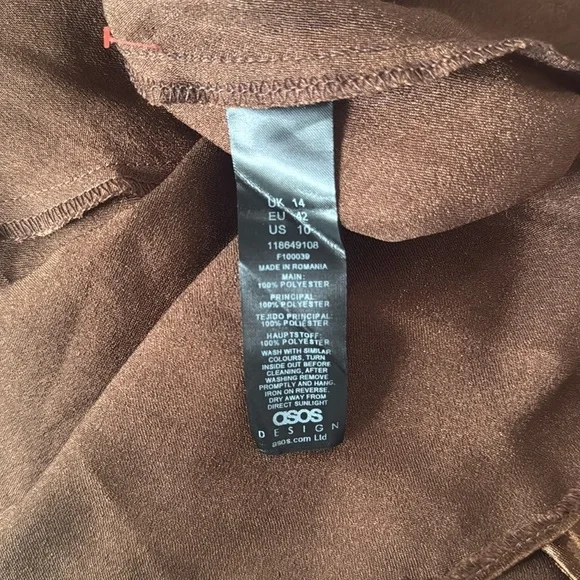 UK 14
EU 42
US 10
118649108
F100039
MADE IN ROMANIA
MAIN:
100% POLYESTER
PRINCIPAL:
100% POLYESTER
TEJIDO PRINCIPAL:
100% POLYESTER
HAUPTSTOFF:
100% POLYESTER
WASH WITH SIMILAR
COLOURS, TURN
INSIDE OUT BEFORE
CLEANING, AFTER
WASHING REMOVE
PROMPTLY AND HANG,
IRON ON REVERSE,
DRY AWAY FROM
DIRECT SUNLIGHT
asos
DESIGN
asos.com Ltd